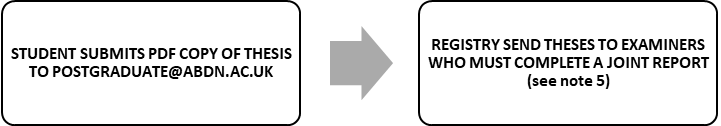 STUDENT SUBMITS PDF COPY OF THESIS
TO POSTGRADUATE@ABDN.AC.UK
REGISTRY SEND THESES TO EXAMINERS
WHO MUST COMPLETE A JOINT REPORT
(see note 5)